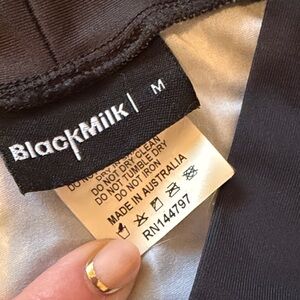 BlackMilk M
DO NOT DRY CLEAN
DO NOT TUMBLE DRY
DO NOT IRON
MADE IN AUSTRALIA
RN144797